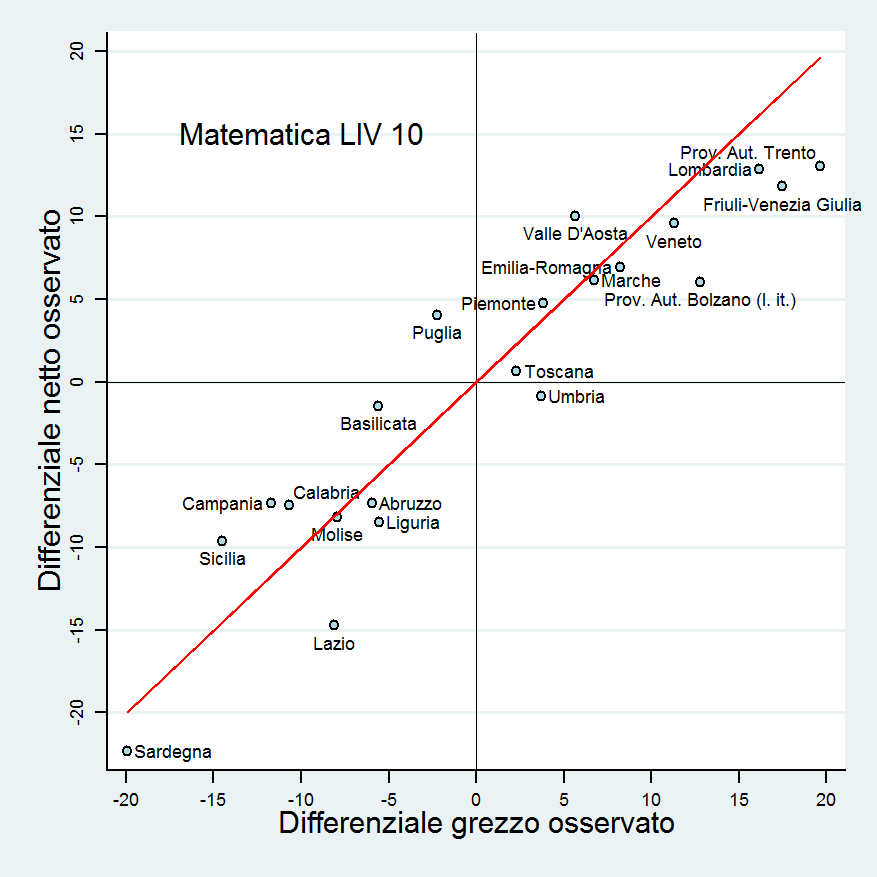 20
15
10
5
0
-5
-10
-15
-20
Differenziale netto osservato
Matematica LIV 10
Prov. Aut. Trento
Lombardia
Friuli-Venezia Giulia
Valle D'Aosta
Veneto
Emilia-Romagna
Marche
Prov. Aut. Bolzano (l. it.)
Piemonte
Puglia
Toscana
Umbria
Basilicata
Campania
Calabria
Abruzzo
Liguria
Molise
Sicilia
Lazio
Sardegna
-20 -15 -10 -5 0 5 10 15 20
Differenziale grezzo osservato